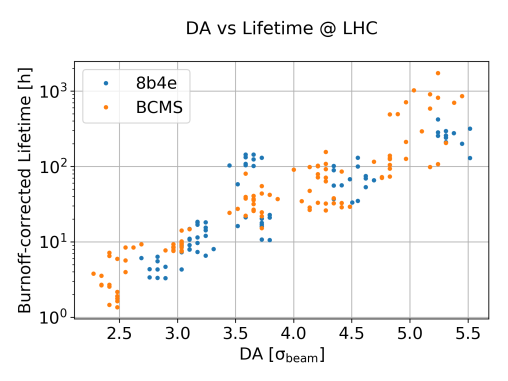 DA vs Lifetime @ LHC
Burnoff-corrected Lifetime [h]
10³
10²
10¹
10⁰
8b4e
BCMS
2.5 3.0 3.5 4.0 4.5 5.0 5.5
DA [σbeam]